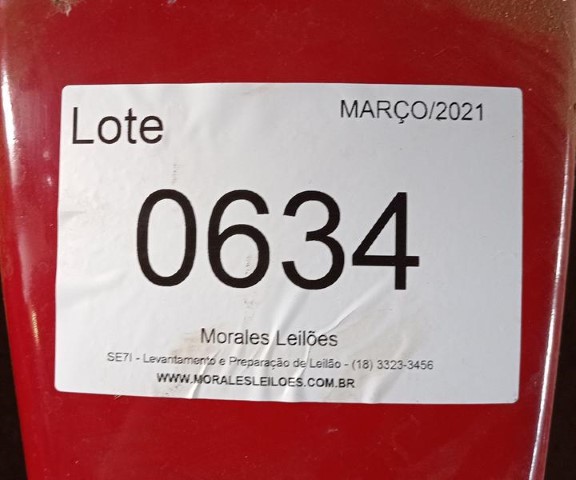 Lote
MARÇO/2021
0634
Morales Leilões
SE7I - Levantamento e Preparação de Leilão - (18) 3323-3456
WWW.MORALESLEILOES.COM.BR